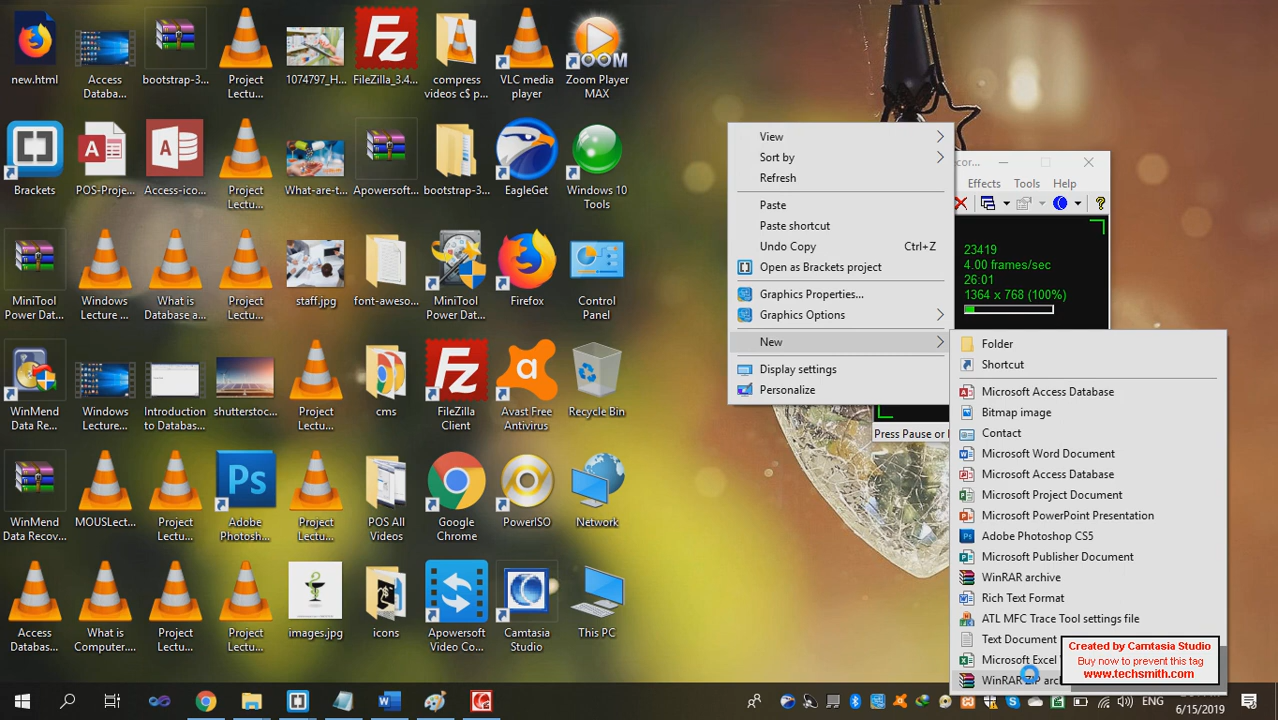 new.html
Access
Databa...
bootstrap-3...
Project
Lectu...
1074797_H...
FileZilla_3.4...
compress
videos c$ p...
VLC media
player
Zoom Player
MAX
Brackets
POS-Proje...
Access-ico...
Project
Lectu...
What-are-t...
Apowersoft...
bootstrap-3...
EagleGet
Windows 10
Tools
MiniTool
Power Dat...
Windows
Lecture ...
What is
Database a...
Project
Lectu...
staff.jpg
font-aweso...
MiniTool
Power Dat...
Firefox
Control
Panel
WinMend
Data Re...
Windows
Lecture...
Introduction
to Databas...
shutterstoc...
Project
Lectu...
cms
FileZilla
Client
Avast Free
Antivirus
Recycle Bin
WinMend
Data Recov...
MOUSLect...
Project
Lectu...
Adobe
Photosh...
Project
Lectu...
POS All
Videos
Google
Chrome
PowerISO
Network
Access
Databas...
What is
Computer....
Project
Lectu...
Project
Lectu...
images.jpg
icons
Apowersoft
Video Co...
Camtasia
Studio
This PC
View
Sort by
Refresh
Paste
Paste shortcut
Undo Copy Ctrl+Z
Open as Brackets project
Graphics Properties...
Graphics Options
New
Display settings
Personalize
cor...
Effects Tools Help
23419
4.00 frames/sec
26:01
1364 x 768 (100%)
Press Pause or
Folder
Shortcut
Microsoft Access Database
Bitmap image
Contact
Microsoft Word Document
Microsoft Access Database
Microsoft Project Document
Microsoft PowerPoint Presentation
Adobe Photoshop CS5
Microsoft Publisher Document
WinRAR archive
Rich Text Format
ATL MFC Trace Tool settings file
Text Document
Microsoft Excel
WinRAR ZIP arc
Created by Camtasia Studio
Buy now to prevent this tag
www.techsmith.com
ENG
6/15/2019